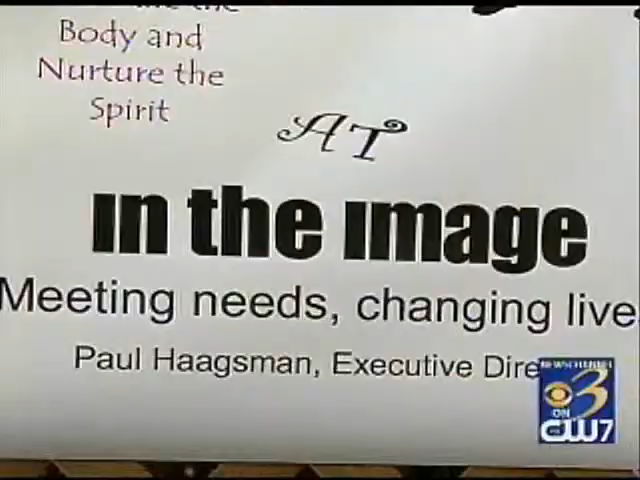 the
Body and
Nurture the
Spirit
AT
in the image
Meeting needs, changing live
Paul Haagsman, Executive Dire
NEWSCHANNEL
3
ON
CW7